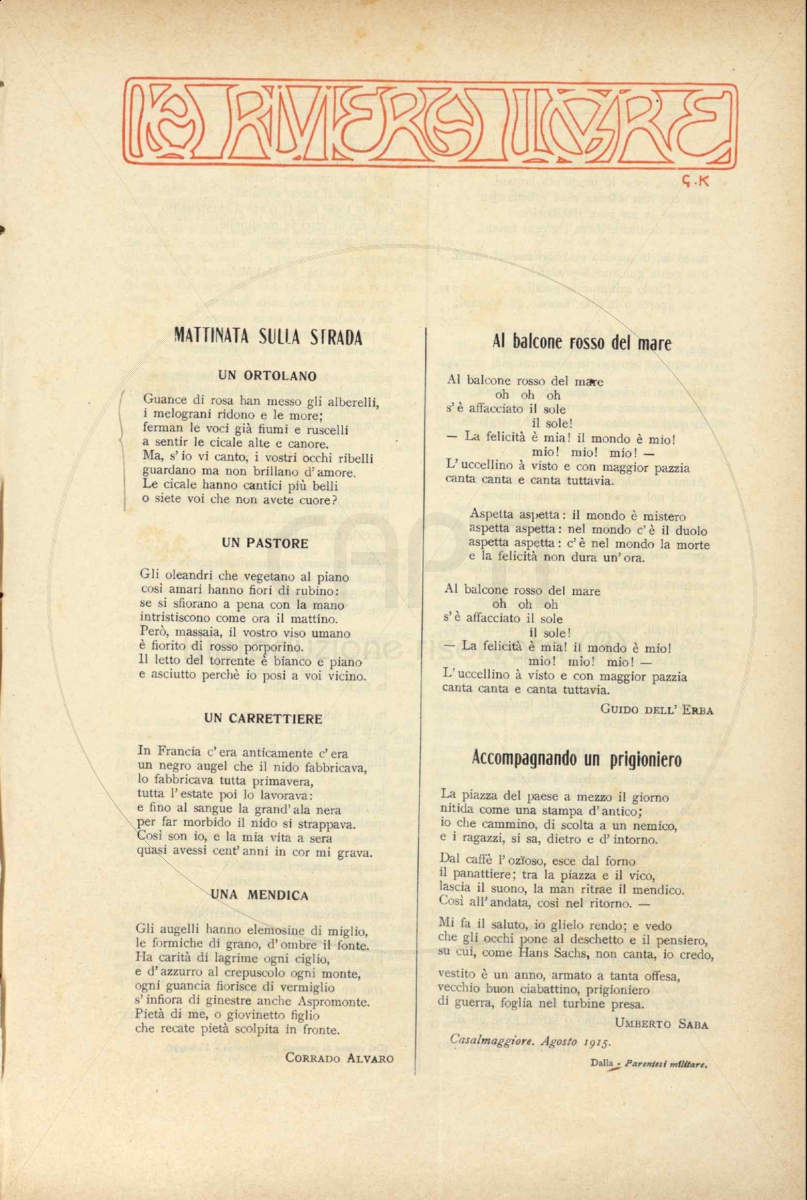 LA RIVIERA LIGURE
G.K
MATTINATA SULLA STRADA
UN ORTOLANO
Guance di rosa han messo gli alberelli,
i melograni ridono e le more;
ferman le voci già fiumi e ruscelli
a sentir le cicale alte e canore.
Ma, s' io vi canto, i vostri occhi ribelli
guardano ma non brillano d' amore.
Le cicale hanno cantici più belli
o siete voi che non avete cuore?
UN PASTORE
Gli oleandri che vegetano al piano
così amari hanno fiori di rubino:
se si sfiorano a pena con la mano
intristiscono come ora il mattino.
Però, massaia, il vostro viso umano
è fiorito di rosso porporino.
Il letto del torrente è bianco e piano
e asciutto perchè io posi a voi vicino.
UN CARRETTIERE
In Francia c' era anticamente c' era
un negro augel che il nido fabbricava,
lo fabbricava tutta primavera,
tutta l' estate poi lo lavorava:
e fino al sangue la grand' ala nera
per far morbido il nido si strappava.
Così son io, e la mia vita a sera
quasi avessi cent' anni in cor mi grava.
UNA MENDICA
Gli augelli hanno elemosine di miglio,
le formiche di grano, d' ombre il fonte.
Ha carità di lagrime ogni ciglio,
e d' azzurro al crepuscolo ogni monte,
ogni guancia fiorisce di vermiglio
s' infiora di ginestre anche Aspromonte.
Pietà di me, o giovinetto figlio
che recate pietà scolpita in fronte.
CORRADO ALVARO
Al balcone rosso del mare
Al balcone rosso del mare
oh oh oh
s' è affacciato il sole
il sole!
— La felicità è mia! il mondo è mio!
mio! mio! mio! —
L' uccellino à visto e con maggior pazzia
canta canta e canta tuttavia.
Aspetta aspetta: il mondo è mistero
aspetta aspetta: nel mondo c' è il duolo
aspetta aspetta: c' è nel mondo la morte
e la felicità non dura un' ora.
Al balcone rosso del mare
oh oh oh
s' è affacciato il sole
il sole!
— La felicità è mia! il mondo è mio!
mio! mio! mio! —
L' uccellino à visto e con maggior pazzia
canta canta e canta tuttavia.
GUIDO DELL' ERBA
Accompagnando un prigioniero
La piazza del paese a mezzo il giorno
nitida come una stampa d' antico;
io che cammino, di scolta a un nemico,
e i ragazzi, si sa, dietro e d' intorno.
Dal caffè l' ozïoso, esce dal forno
il panattiere; tra la piazza e il vico,
lascia il suono, la man ritrae il mendico.
Così all' andata, così nel ritorno. —
Mi fa il saluto, io glielo rendo; e vedo
che gli occhi pone al deschetto e il pensiero,
su cui, come Hans Sachs, non canta, io credo,
vestito è un anno, armato a tanta offesa,
vecchio buon ciabattino, prigioniero
di guerra, foglia nel turbine presa.
UMBERTO SABA
Casalmaggiore. Agosto 1915.
Dalla - Parentesi militare.